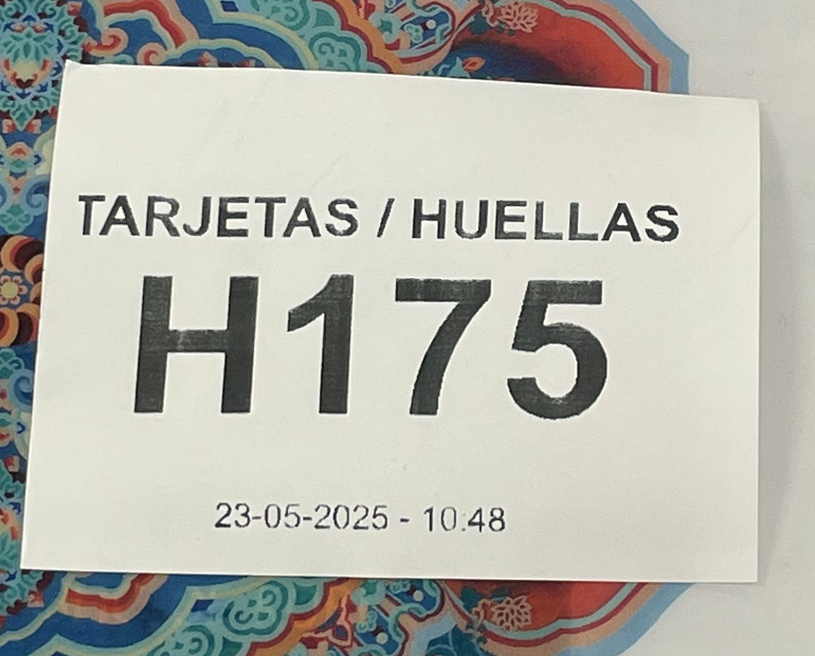 TARJETAS / HUELLAS
H175
23-05-2025 - 10:48